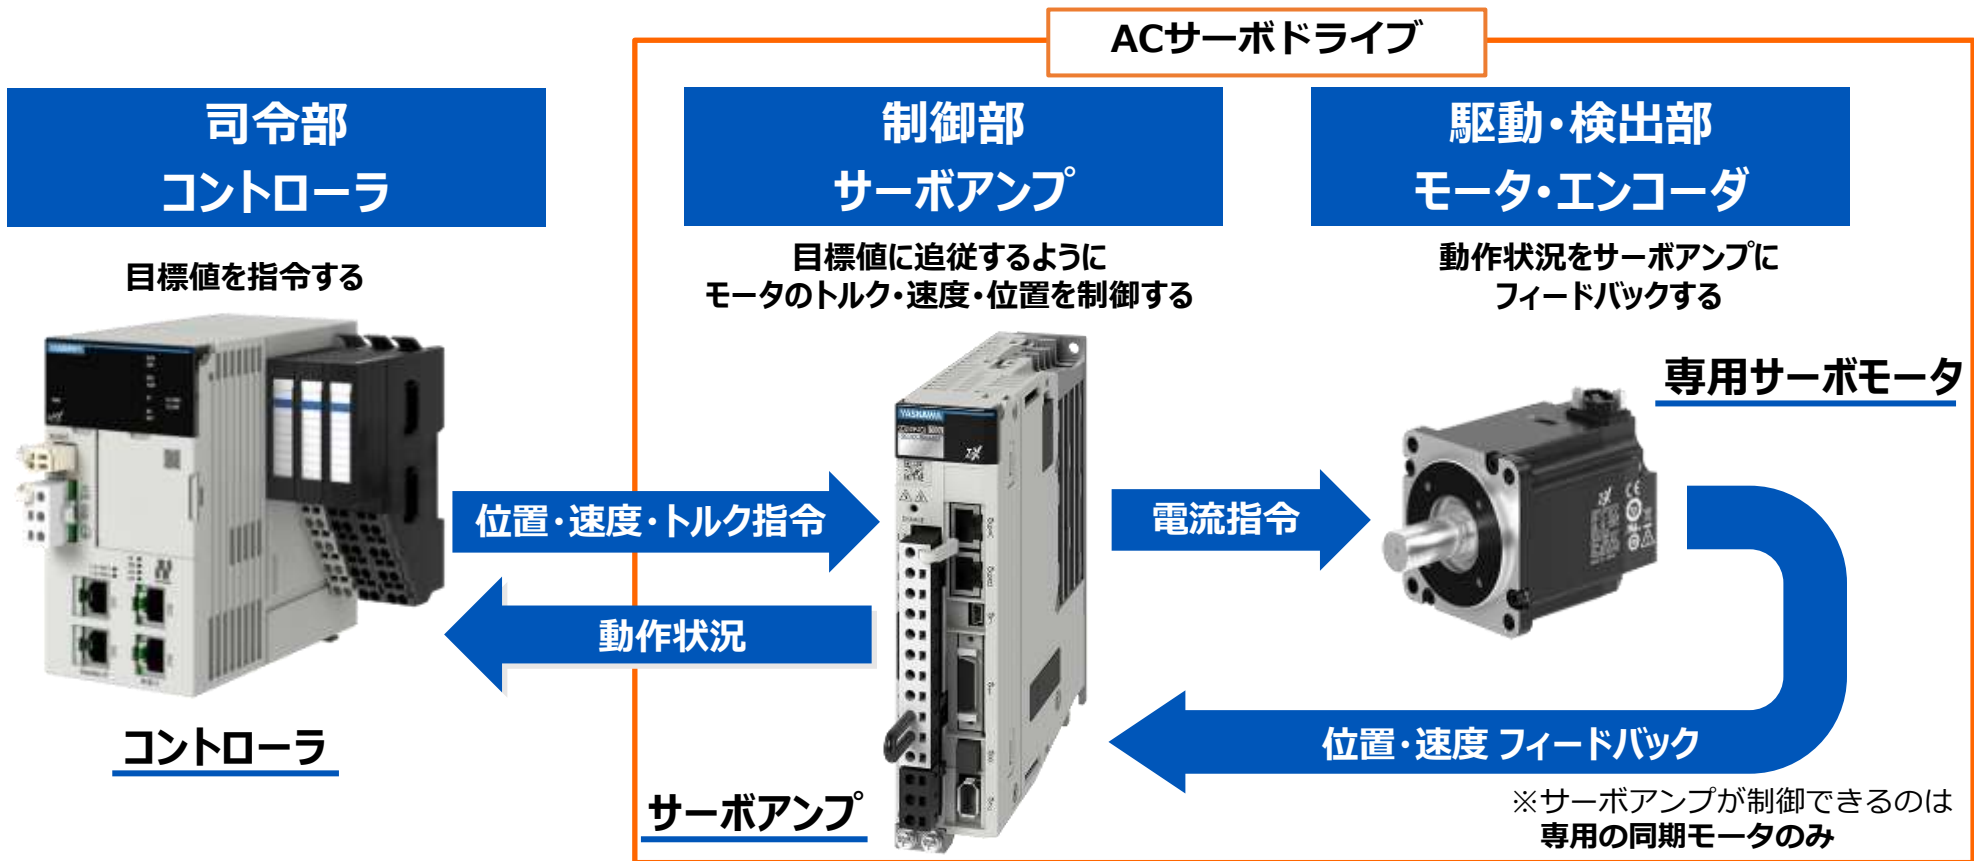 ACサーボドライブ
司令部
コントローラ
制御部
サーボアンプ
駆動・検出部
モータ・エンコーダ
目標値を指令する
目標値に追従するように
モータのトルク・速度・位置を制御する
動作状況をサーボアンプに
フィードバックする
専用サーボモータ
YASKAWA
位置・速度・トルク指令
電流指令
動作状況
位置・速度 フィードバック
コントローラ
サーボアンプ
※サーボアンプが制御できるのは
専用の同期モータのみ